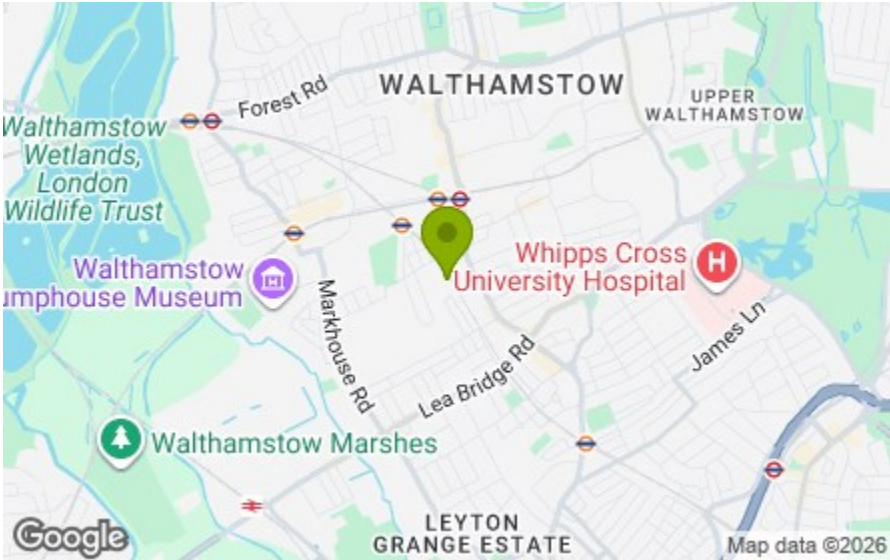 WALTHAMSTOW
Forest Rd
UPPER
WALTHAMSTOW
Walthamstow
Wetlands,
London
Wildlife Trust
Walthamstow
umphouse Museum
Whipps Cross
University Hospital
H
Markhouse Rd
James Ln
Lea Bridge Rd
Walthamstow Marshes
LEYTON
GRANGE ESTATE
Google
Map data ©2026